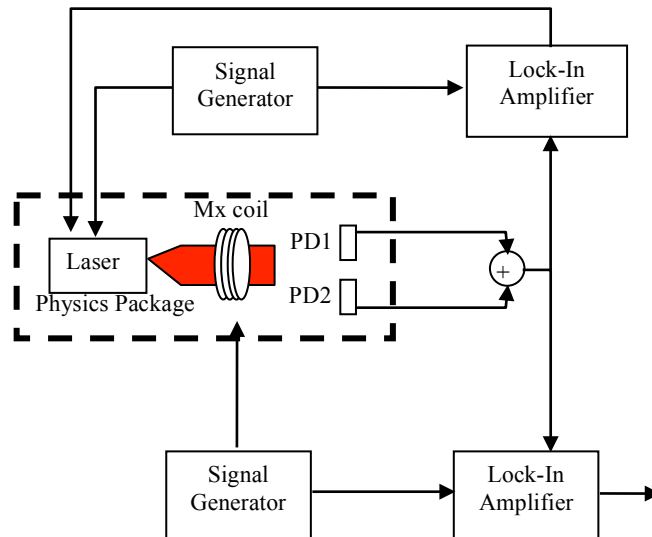 Signal
Generator
Lock-In
Amplifier
Mx coil
PD1
Laser
+
Physics Package
PD2
Signal
Generator
Lock-In
Amplifier